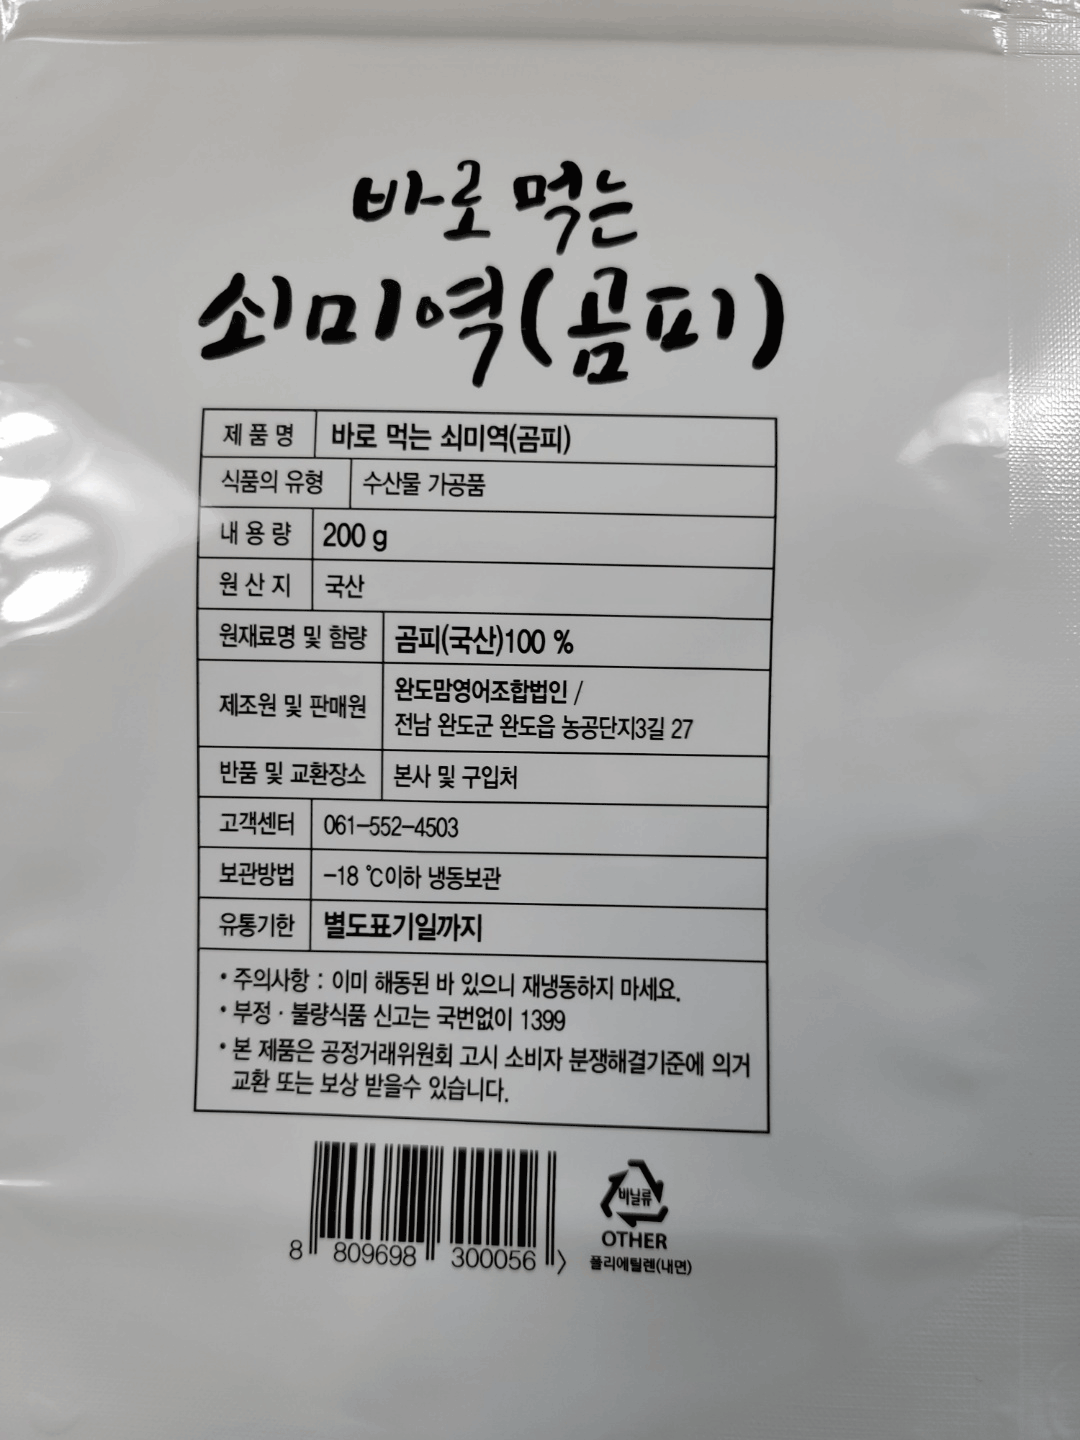 바로 먹는
쇠미역(곰피)
제품명 바로 먹는 쇠미역(곰피)
식품의 유형 수산물 가공품
내용량 200 g
원산지 국산
원재료명 및 함량 곰피(국산)100 %
제조원 및 판매원 완도맘영어조합법인 /
전남 완도군 완도읍 농공단지3길 27
반품 및 교환장소 본사 및 구입처
고객센터 061-552-4503
보관방법 -18 ℃이하 냉동보관
유통기한 별도표기일까지
• 주의사항 : 이미 해동된 바 있으니 재냉동하지 마세요.
• 부정 · 불량식품 신고는 국번없이 1399
• 본 제품은 공정거래위원회 고시 소비자 분쟁해결기준에 의거
교환 또는 보상 받을수 있습니다.
비닐류
OTHER
폴리에틸렌(내면)
8 809698 300056 >